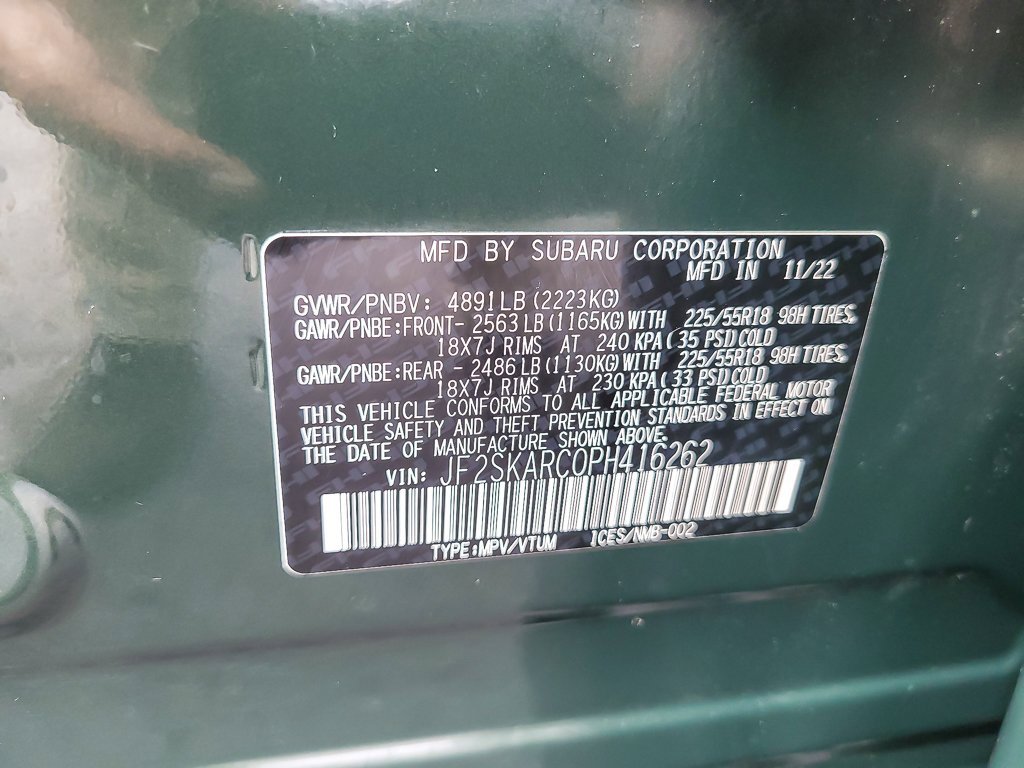 MFD BY SUBARU CORPORATION
MFD IN 11/22
GVWR/PNBV: 4891LB (2223KG)
GAWR/PNBE:FRONT- 2563 LB (1165KG) WITH 225/55R18 98H TIRES,
18X7J RIMS AT 240 KPA ( 35 PSI) COLD
GAWR/PNBE:REAR - 2486 LB (1130KG) WITH 225/55R18 98H TIRES,
18X7J RIMS AT 230 KPA ( 33 PSI) COLD
THIS VEHICLE CONFORMS TO ALL APPLICABLE FEDERAL MOTOR
VEHICLE SAFETY AND THEFT PREVENTION STANDARDS IN EFFECT ON
THE DATE OF MANUFACTURE SHOWN ABOVE.
VIN: JF2SKARC0PH416262
TYPE:MPV/VTUM ICES/NMB-002